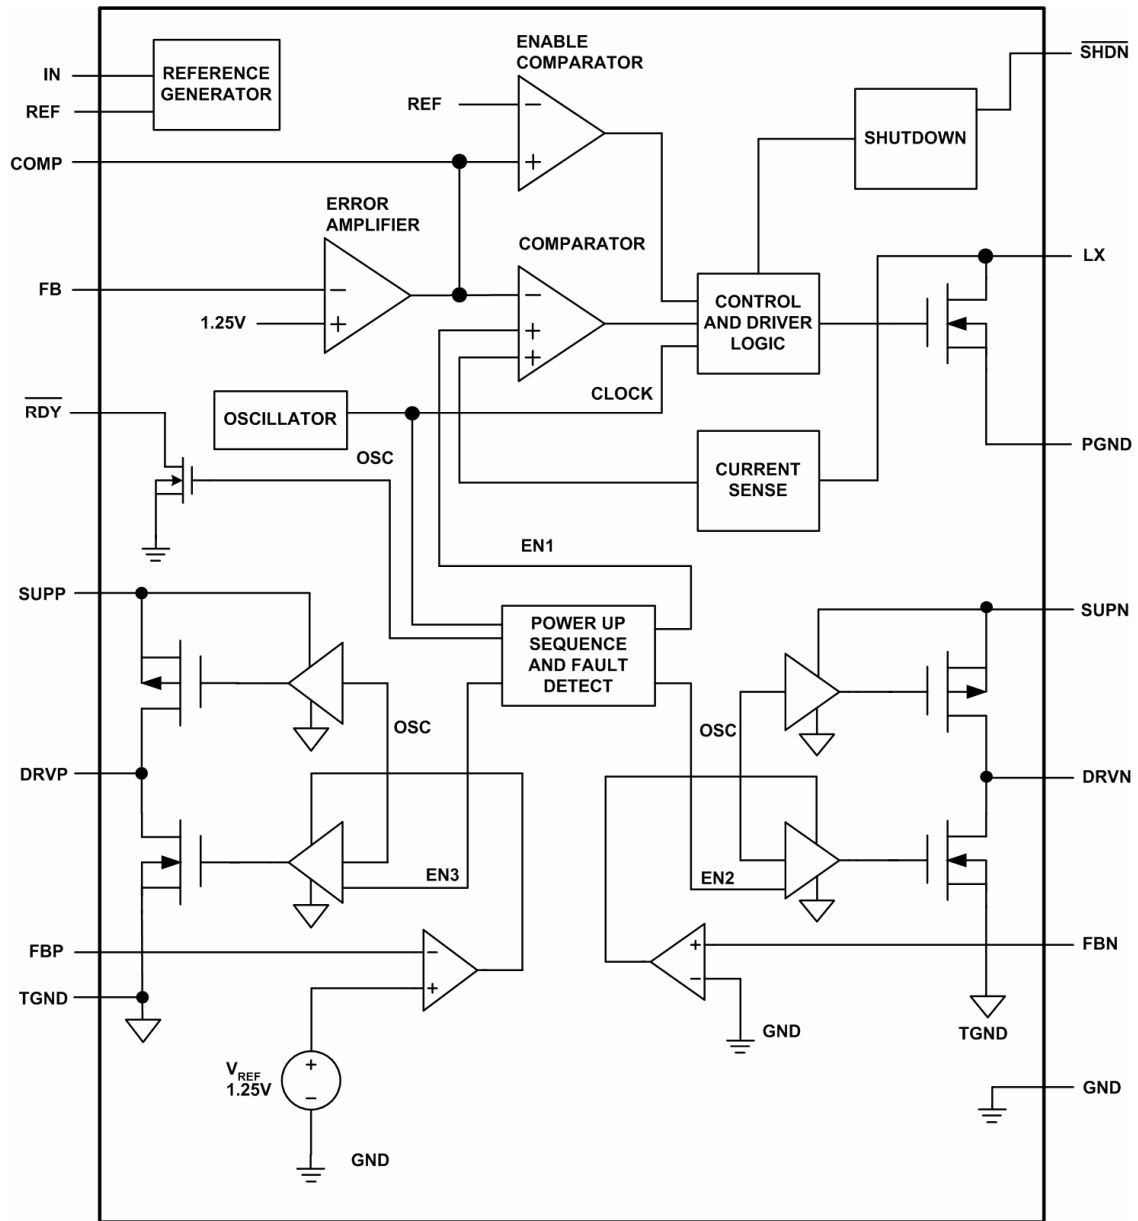 ENABLE
COMPARATOR
SHDN
IN
REFERENCE
GENERATOR
REF
REF
−
+
SHUTDOWN
COMP
ERROR
AMPLIFIER
COMPARATOR
LX
FB
−
+
1.25V
−
+
+
CONTROL
AND DRIVER
LOGIC
CLOCK
RDY
OSCILLATOR
OSC
CURRENT
SENSE
PGND
EN1
SUPP
POWER UP
SEQUENCE
AND FAULT
DETECT
SUPN
OSC
OSC
DRVP
DRVN
EN3
EN2
FBP
−
+
+
−
FBN
TGND
GND
TGND
VREF
1.25V
+
−
GND
GND